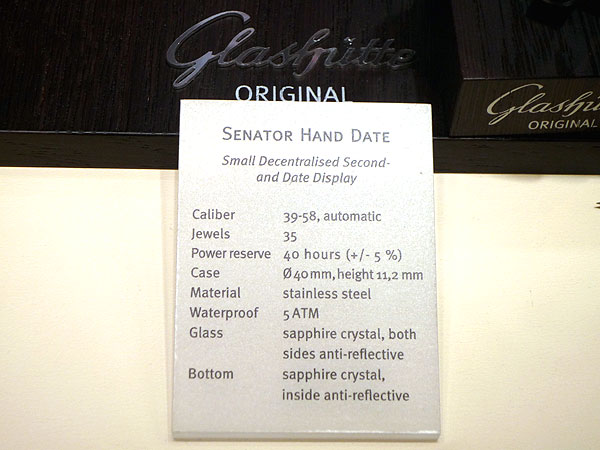 Glashütte
ORIGINAL
Glashütte
ORIGINAL
SENATOR HAND DATE
Small Decentralised Second-
and Date Display
Caliber 39-58, automatic
Jewels 35
Power reserve 40 hours (+/- 5 %)
Case Ø 40 mm, height 11,2 mm
Material stainless steel
Waterproof 5 ATM
Glass sapphire crystal, both
sides anti-reflective
Bottom sapphire crystal,
inside anti-reflective